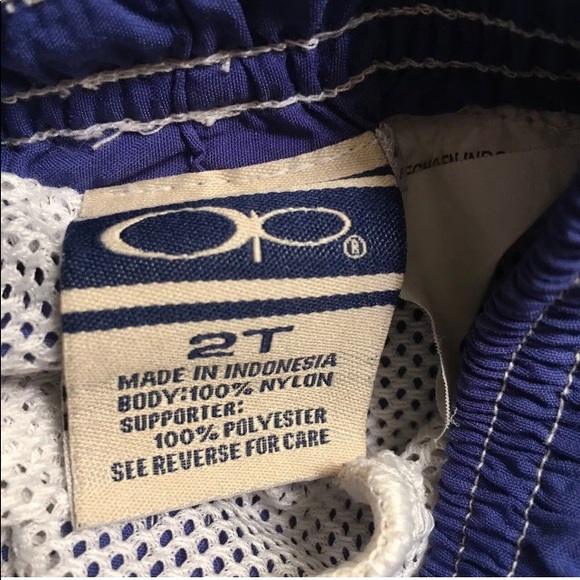 Op®
2T
MADE IN INDONESIA
BODY:100% NYLON
SUPPORTER:
100% POLYESTER
SEE REVERSE FOR CARE